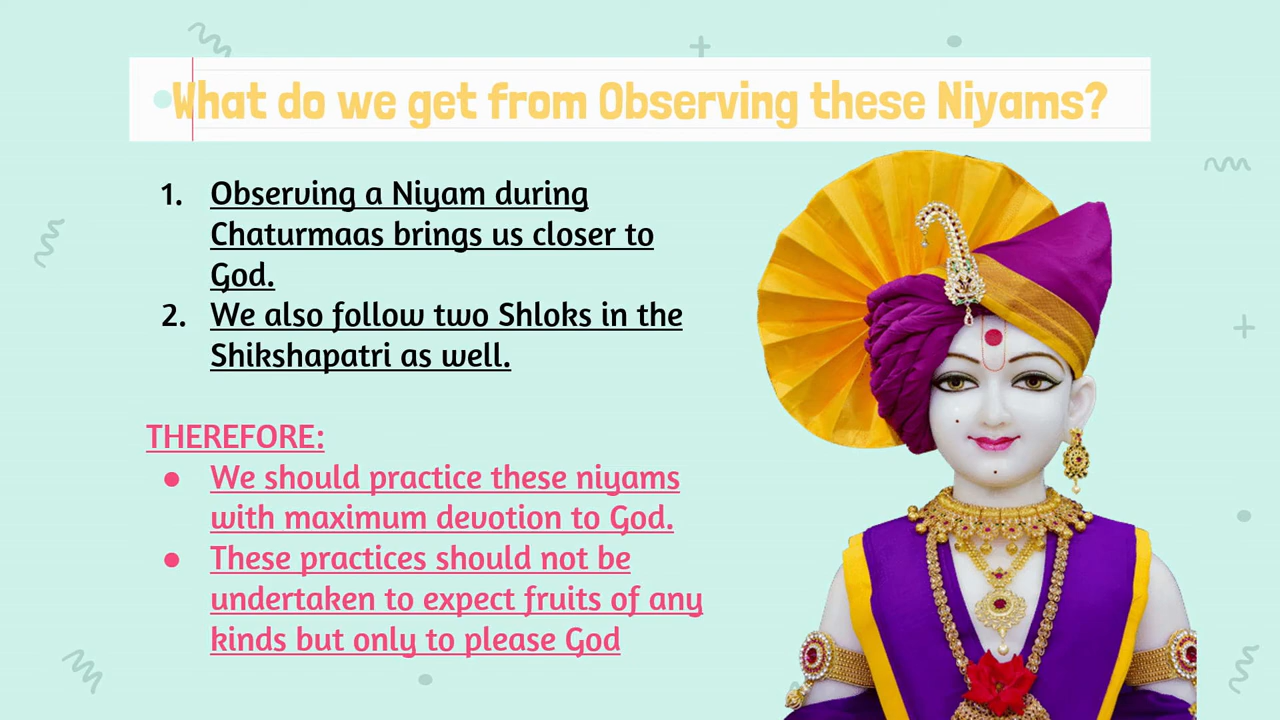 What do we get from Observing these Niyams?
1. Observing a Niyam during
Chaturmaas brings us closer to
God.
2. We also follow two Shloks in the
Shikshapatri as well.
THEREFORE:
● We should practice these niyams
with maximum devotion to God.
● These practices should not be
undertaken to expect fruits of any
kinds but only to please God